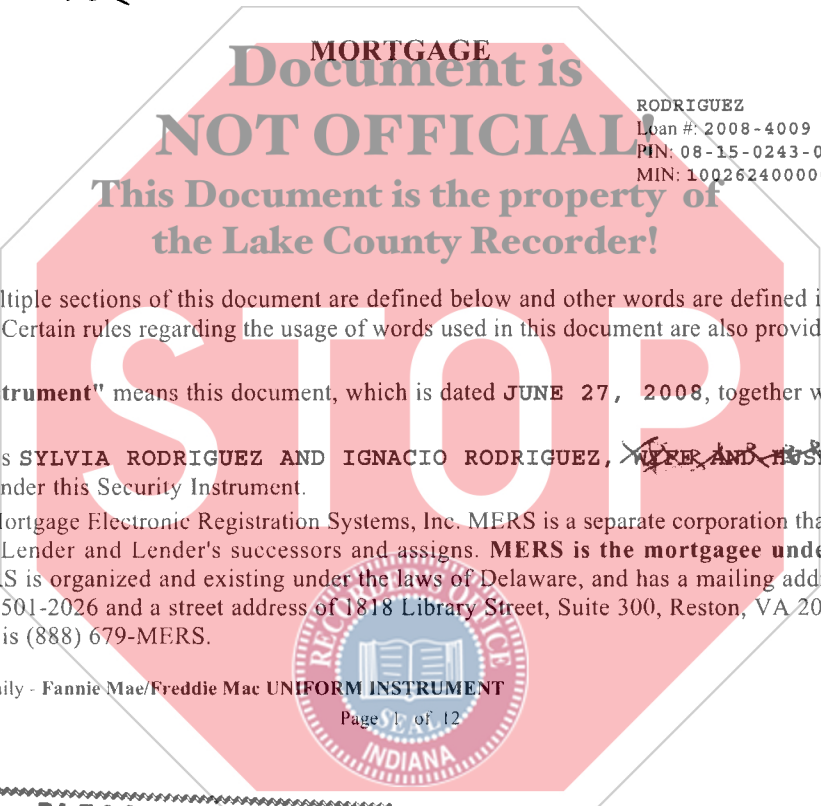 MORTGAGE
Document is
NOT OFFICIAL!
This Document is the property of
the Lake County Recorder!
RODRIGUEZ
Loan #: 2008-4009
PIN: 08-15-0243-0
MIN: 10026240000
ltiple sections of this document are defined below and other words are defined i
Certain rules regarding the usage of words used in this document are also provid
STOP
trument" means this document, which is dated JUNE 27, 2008, together w
s SYLVIA RODRIGUEZ AND IGNACIO RODRIGUEZ, WIFE AND HUS
nder this Security Instrument.
ortgage Electronic Registration Systems, Inc. MERS is a separate corporation tha
Lender and Lender's successors and assigns. MERS is the mortgagee unde
S is organized and existing under the laws of Delaware, and has a mailing add
501-2026 and a street address of 1818 Library Street, Suite 300, Reston, VA 20
is (888) 679-MERS.
RECORDER'S OFFICE
SEAL
INDIANA
ily - Fannie Mae/Freddie Mac UNIFORM INSTRUMENT
Page 1 of 12